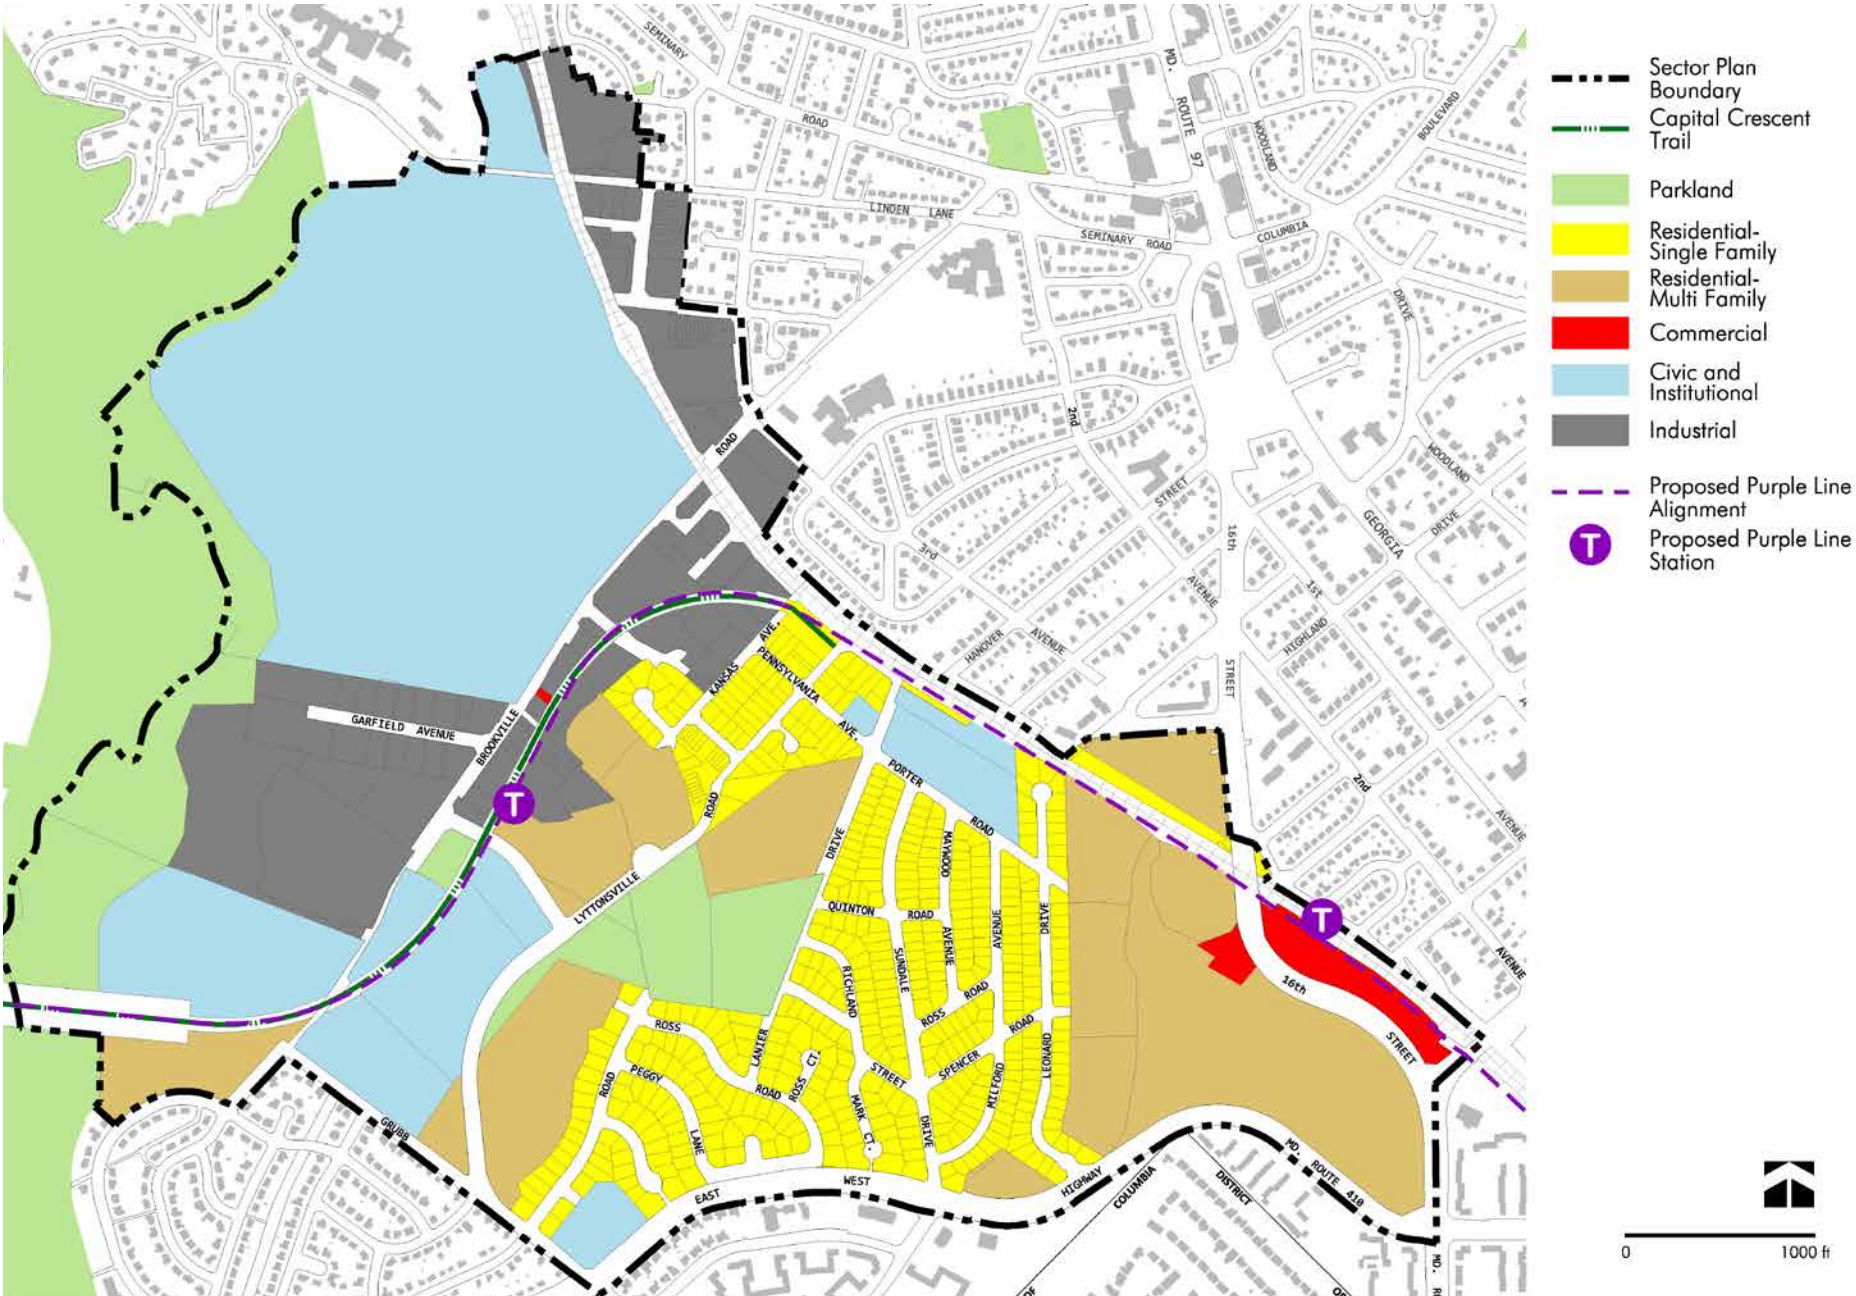 SEMINARY
ROAD
MD.
ROUTE 97
WOODLAND
BOULEVARD
LINDEN LANE
SEMINARY ROAD
COLUMBIA
DRIVE
2nd
ROAD
WOODLAND
STREET
DRIVE
16th
GEORGIA
3rd
AVENUE
1st
HANOVER
AVENUE
HIGHLAND
AVE.
KANSAS
PENNSYLVANIA
AVE.
STREET
GARFIELD AVENUE
BROOKVILLE
T
PORTER
ROAD
2nd
AVENUE
ROAD
DRIVE
MAYWOOD
AVENUE
LYTTONSVILLE
QUINTON
ROAD
AVENUE
DRIVE
T
SUNDALE
RICHLAND
AVENUE
16th
ROSS
ROAD
ROAD
ROSS
LANIER
SPENCER
STREET
STREET
LEONARD
PEGGY
ROAD
ROAD
ROSS CT.
MILFORD
MARK CT.
DRIVE
GRUBB
LANE
EAST
WEST
HIGHWAY
COLUMBIA
DISTRICT
MD. ROUTE 410
OF
MD.
Sector Plan
Boundary
Capital Crescent
Trail
Parkland
Residential-
Single Family
Residential-
Multi Family
Commercial
Civic and
Institutional
Industrial
Proposed Purple Line
Alignment
T
Proposed Purple Line
Station
0
1000 ft